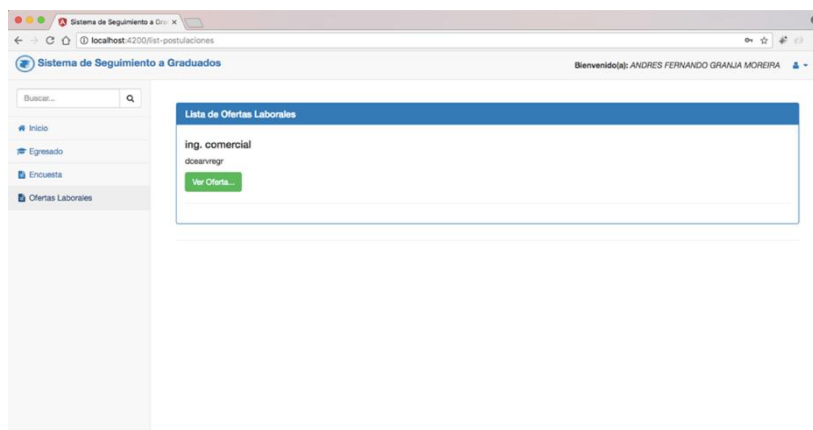 Sistema de Seguimiento a Gra
localhost:4200/list-postulaciones
Sistema de Seguimiento a Graduados
Bienvenido(a): ANDRES FERNANDO GRANJA MOREIRA
Buscar...
Inicio
Egresado
Encuesta
Ofertas Laborales
Lista de Ofertas Laborales
ing. comercial
dcearvregr
Ver Oferta...